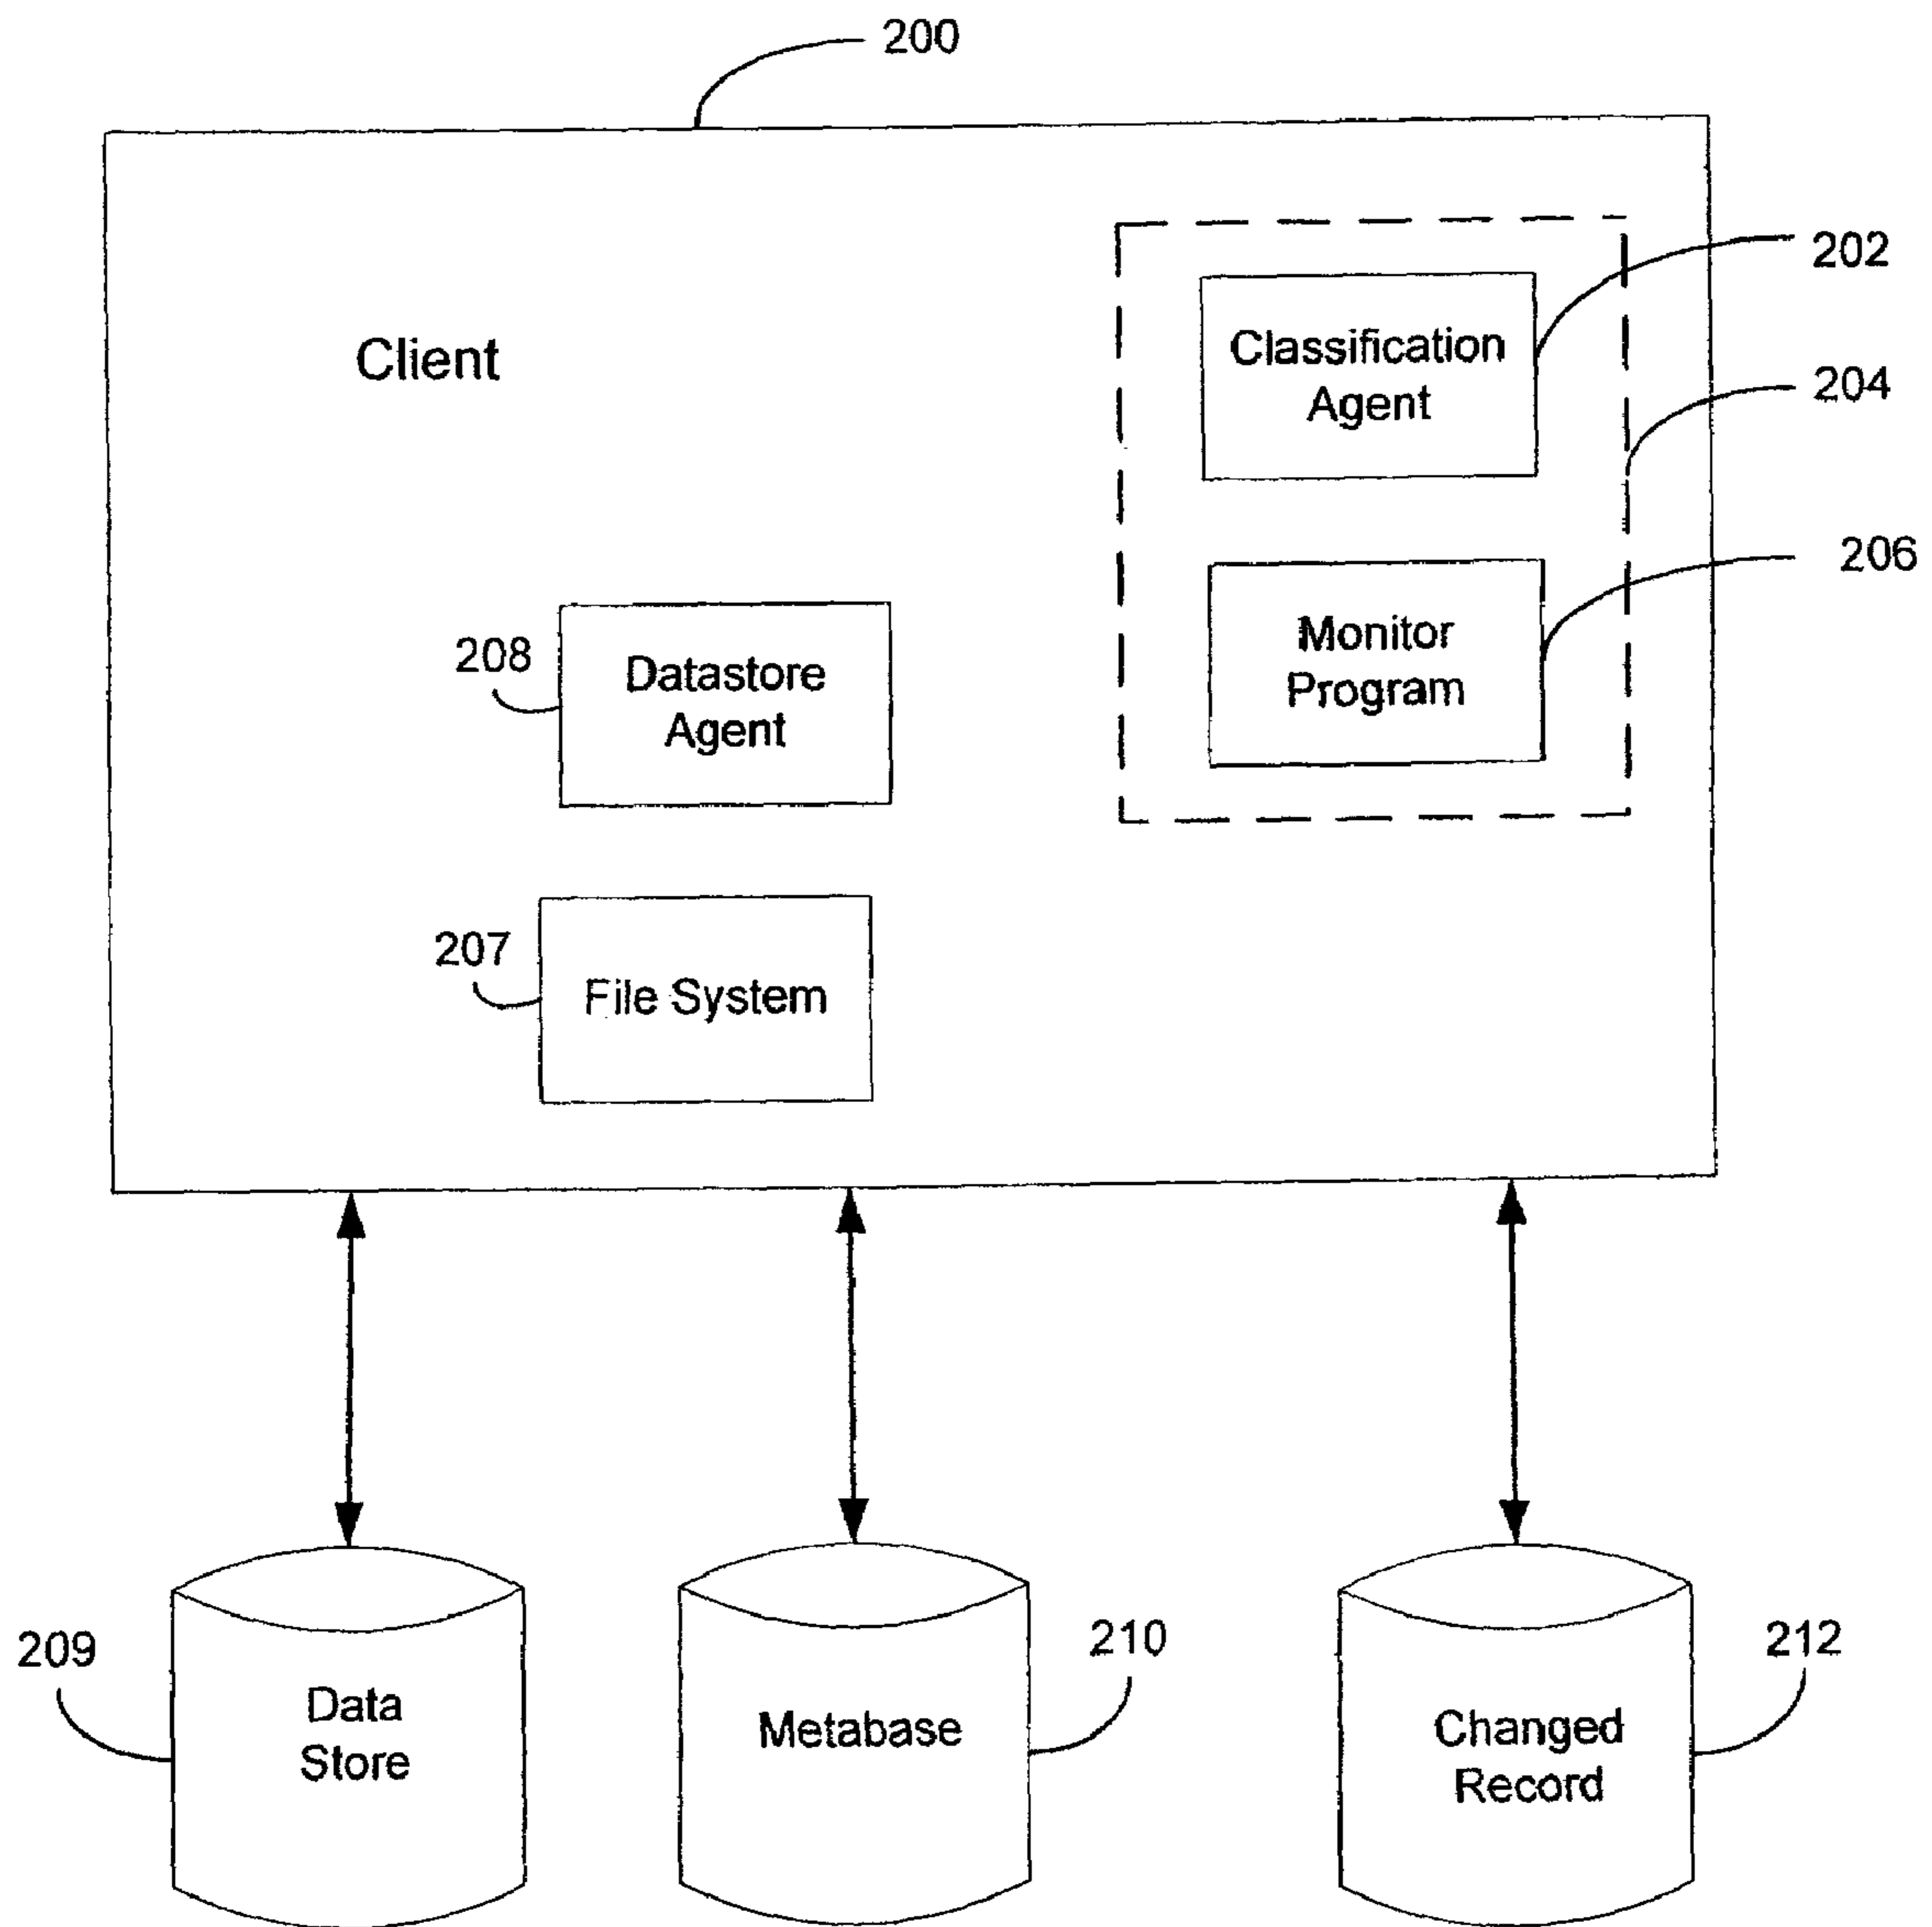 200
202
Client
Classification
Agent
204
206
Monitor
Program
208
Datastore
Agent
207
File System
209
Data
Store
Metabase
210
Changed
Record
212